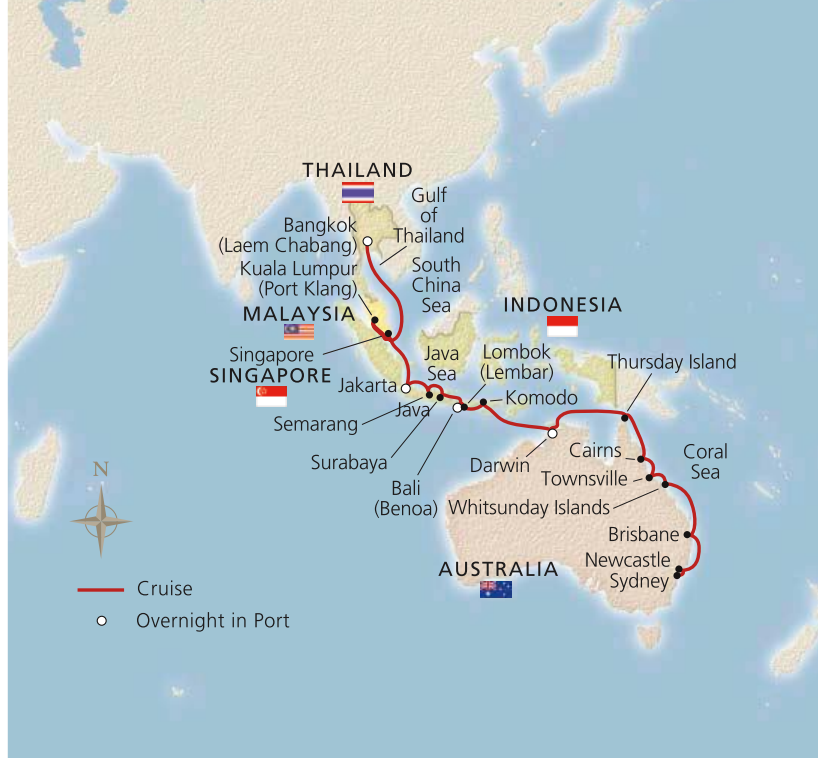 THAILAND
Gulf
of
Thailand
Bangkok
(Laem Chabang)
Kuala Lumpur
(Port Klang)
South
China
Sea
MALAYSIA
INDONESIA
Singapore
SINGAPORE
Java
Sea
Lombok
(Lembar)
Thursday Island
Jakarta
Java
Komodo
Semarang
Surabaya
Darwin
Cairns
Coral
Sea
Townsville
Bali
(Benoa)
Whitsunday Islands
Brisbane
Newcastle
Sydney
AUSTRALIA
N
Cruise
Overnight in Port